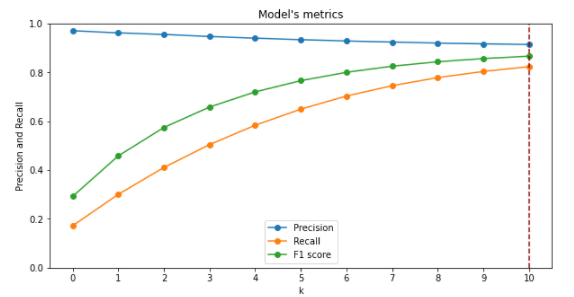 Model's metrics
Precision and Recall
1.0
0.8
0.6
0.4
0.2
0.0
Precision
Recall
F1 score
0 1 2 3 4 5 6 7 8 9 10
k